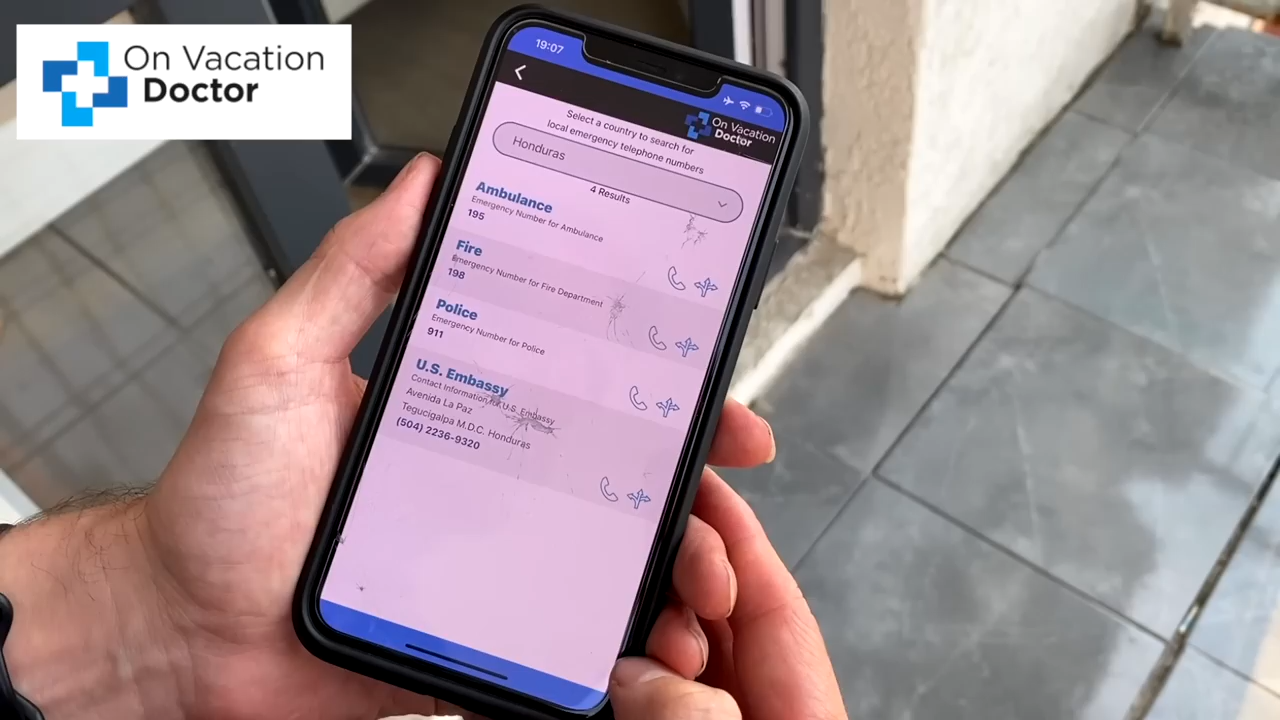 On Vacation
Doctor
19:07
On Vacation
Doctor
Select a country to search for
local emergency telephone numbers
Honduras
4 Results
Ambulance
Emergency Number for Ambulance
195
Fire
Emergency Number for Fire Department
198
Police
Emergency Number for Police
911
U.S. Embassy
Contact Information for U.S. Embassy
Avenida La Paz
Tegucigalpa M.D.C. Honduras
(504) 2236-9320